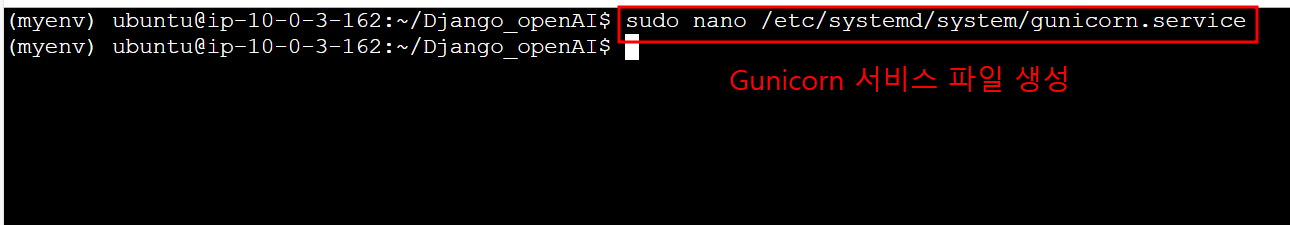 (myenv) ubuntu@ip-10-0-3-162:~/Django_openAI$ sudo nano /etc/systemd/system/gunicorn.service
(myenv) ubuntu@ip-10-0-3-162:~/Django_openAI$
Gunicorn 서비스 파일 생성